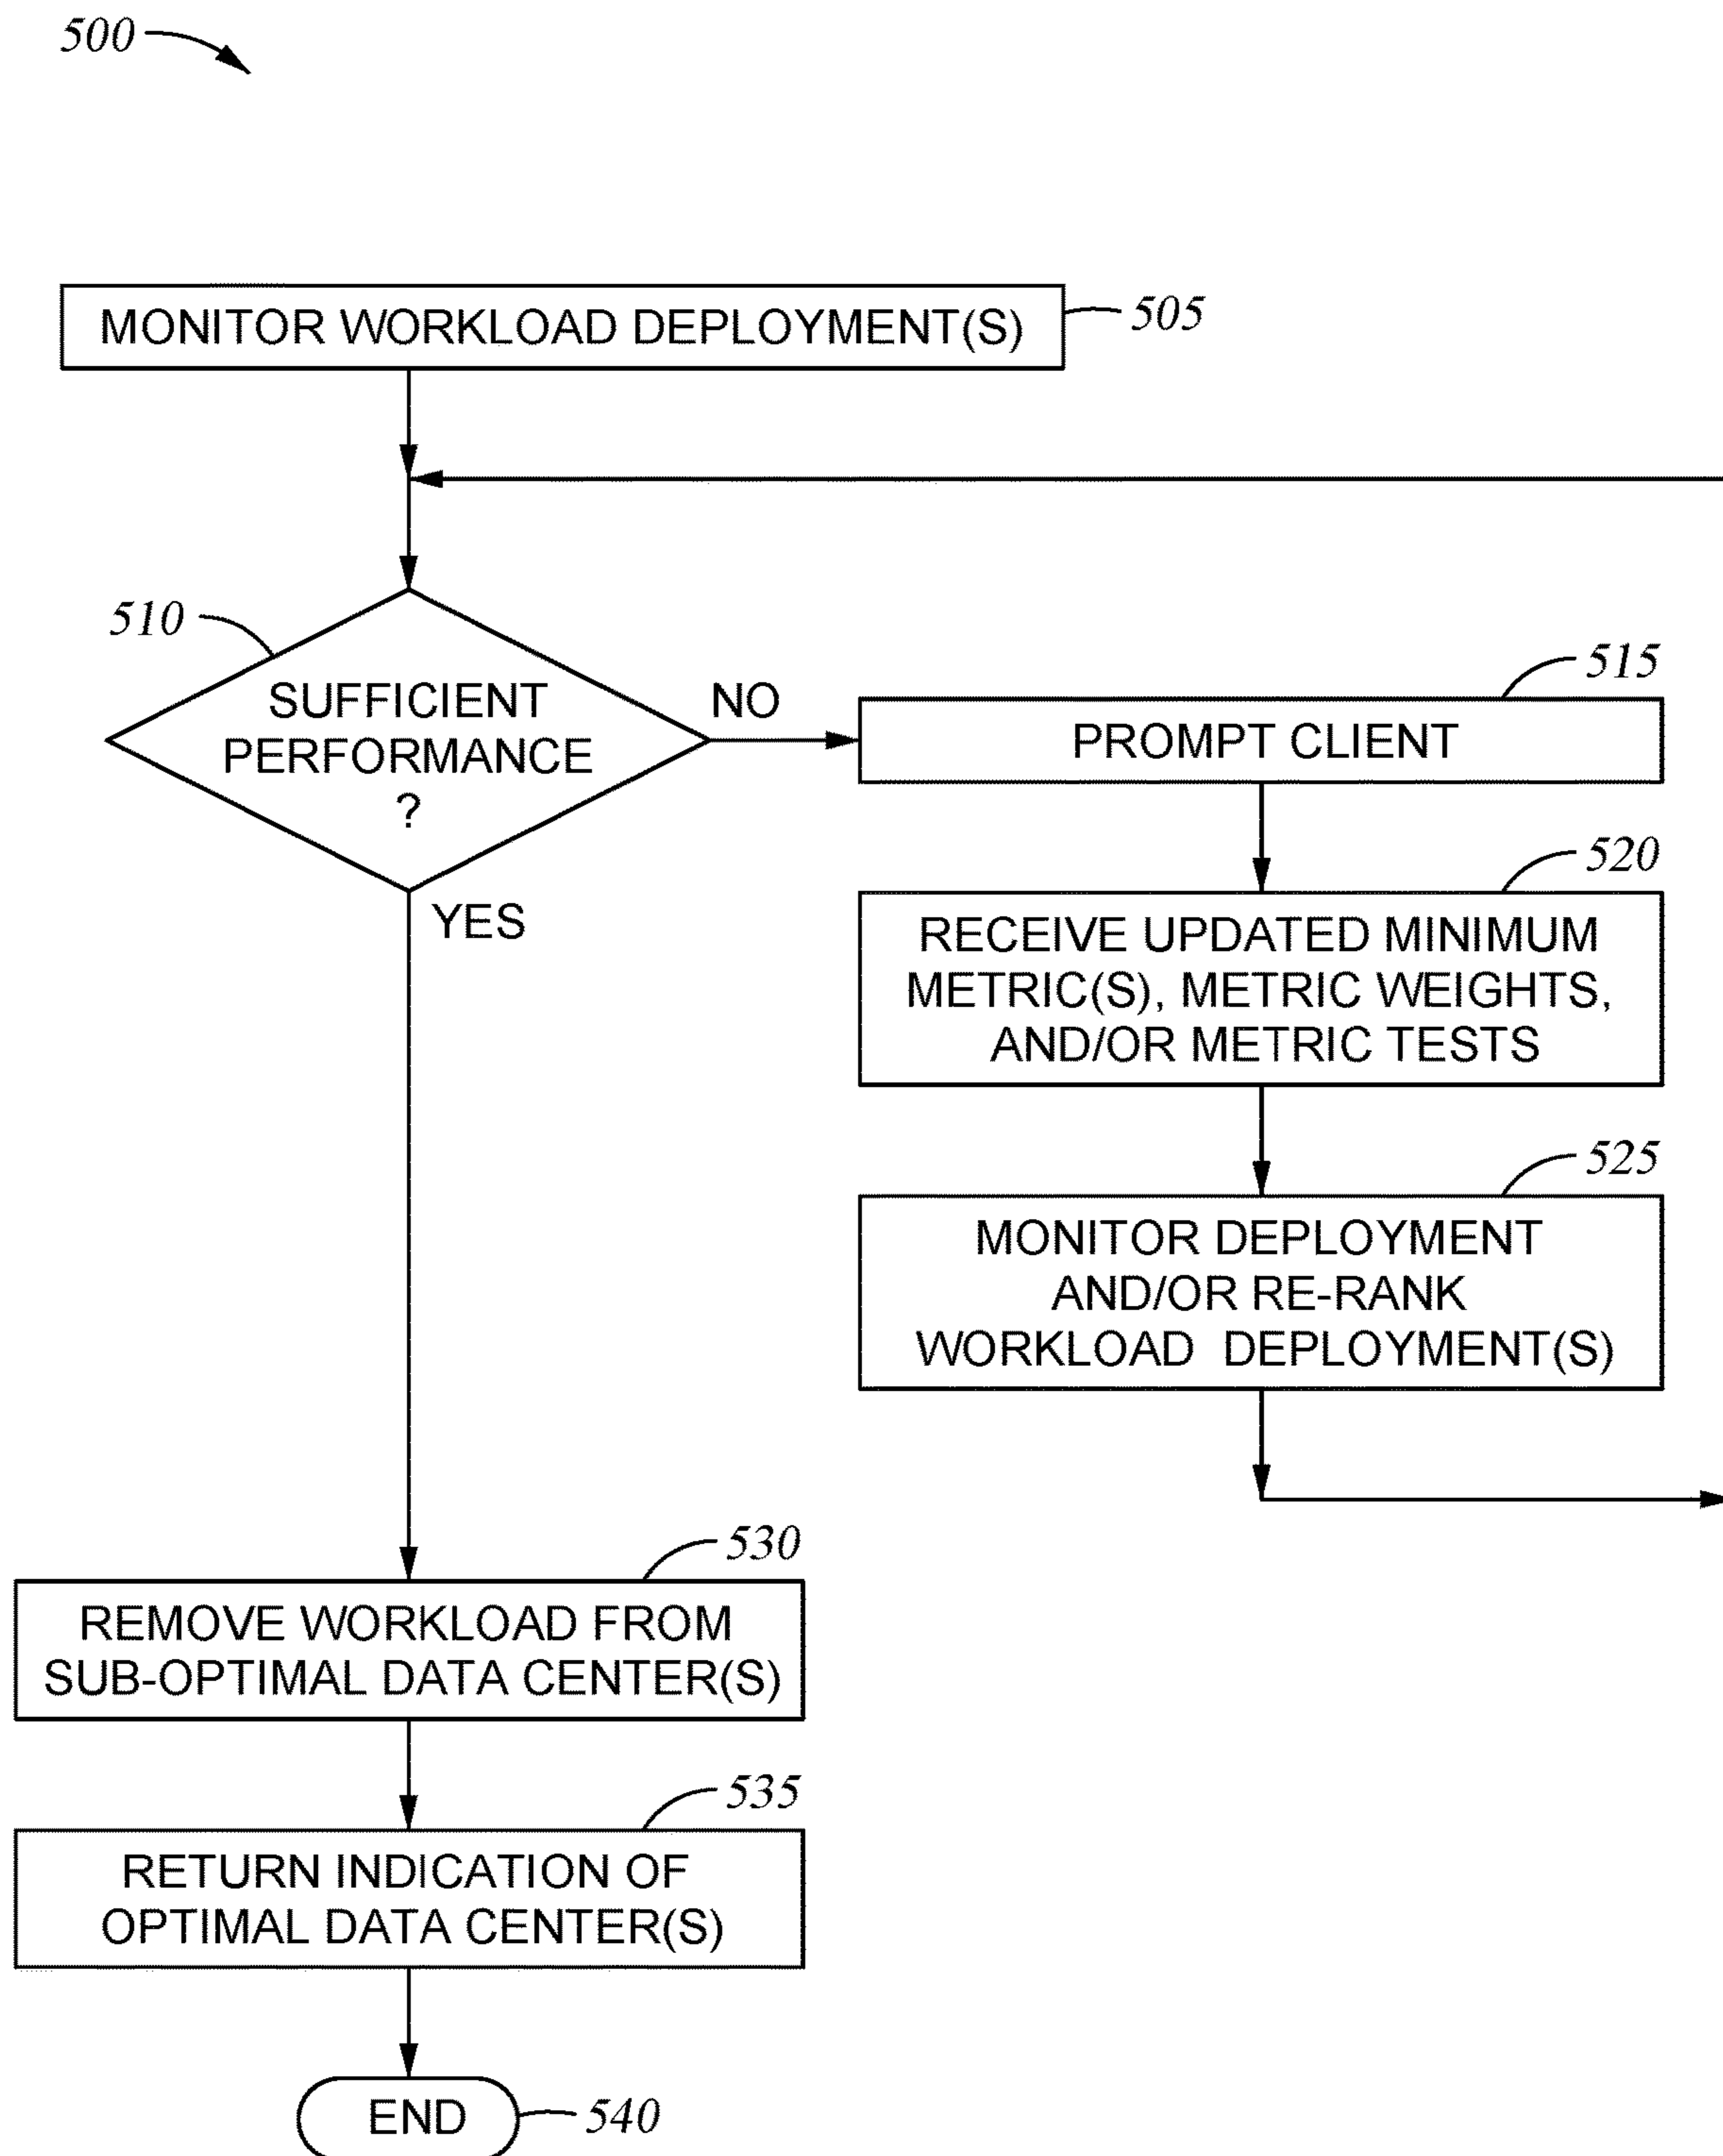 500
MONITOR WORKLOAD DEPLOYMENT(S)
505
510
SUFFICIENT
PERFORMANCE
?
NO
YES
515
PROMPT CLIENT
520
RECEIVE UPDATED MINIMUM
METRIC(S), METRIC WEIGHTS,
AND/OR METRIC TESTS
525
MONITOR DEPLOYMENT
AND/OR RE-RANK
WORKLOAD DEPLOYMENT(S)
530
REMOVE WORKLOAD FROM
SUB-OPTIMAL DATA CENTER(S)
535
RETURN INDICATION OF
OPTIMAL DATA CENTER(S)
END
540